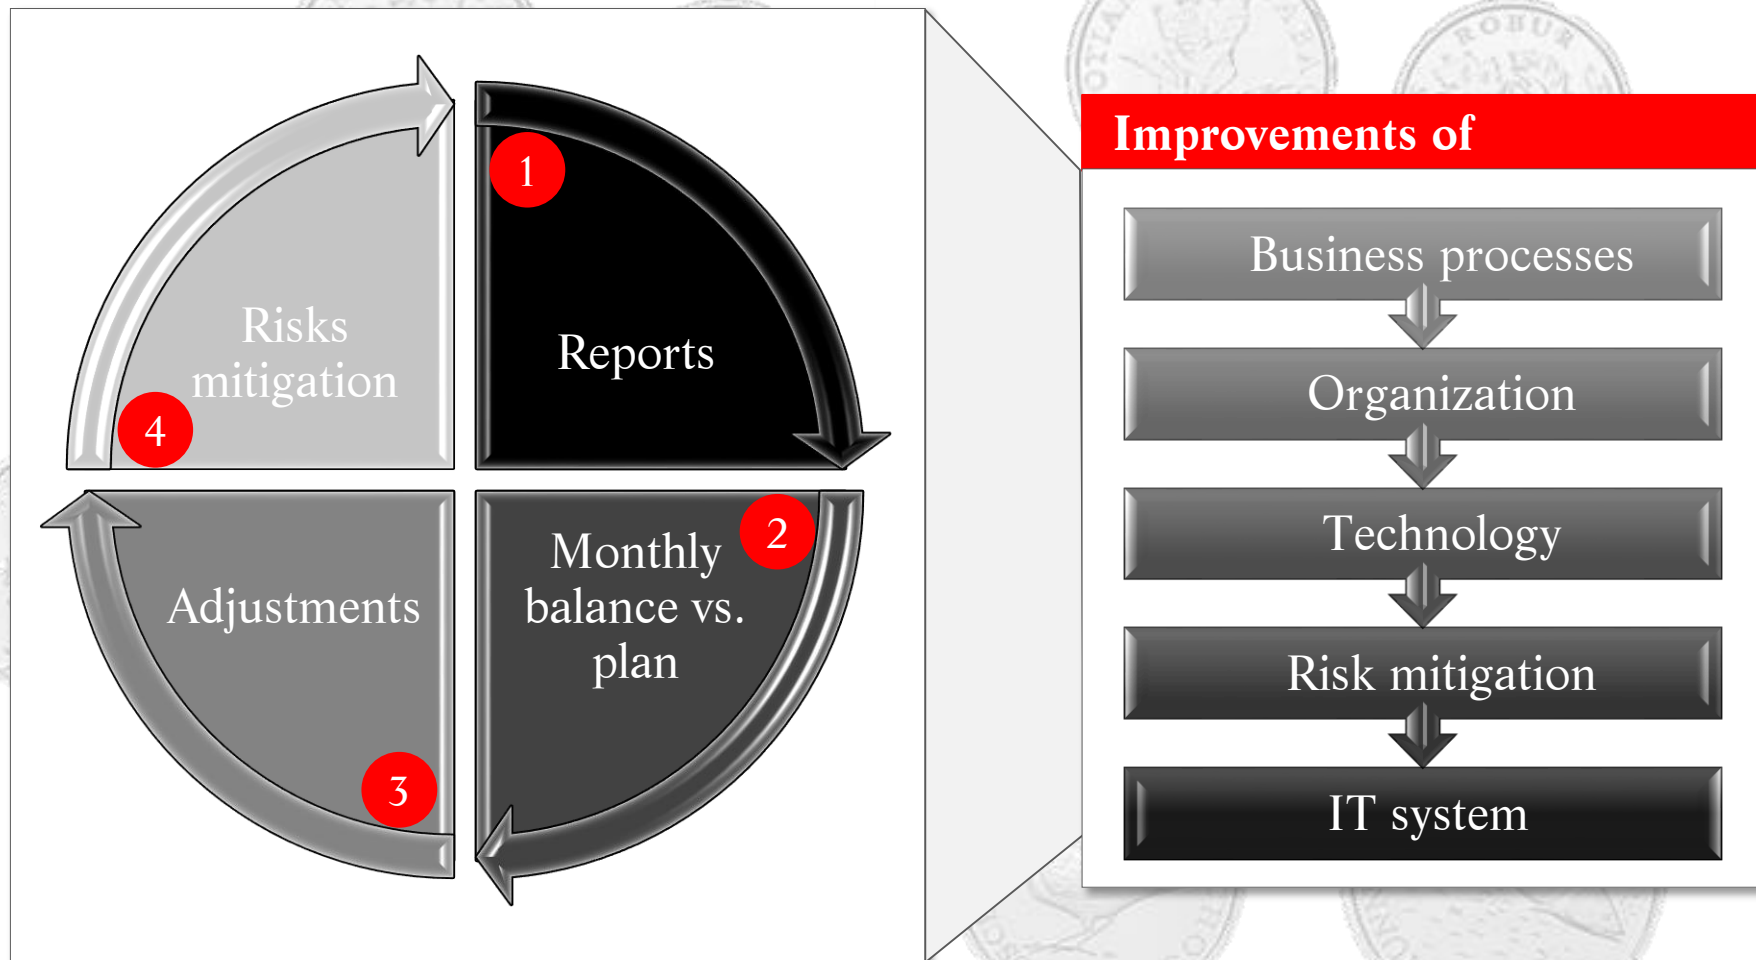 1
Reports
2
Monthly
balance vs.
plan
3
Adjustments
4
Risks
mitigation
Improvements of
Business processes
Organization
Technology
Risk mitigation
IT system
ROBUR